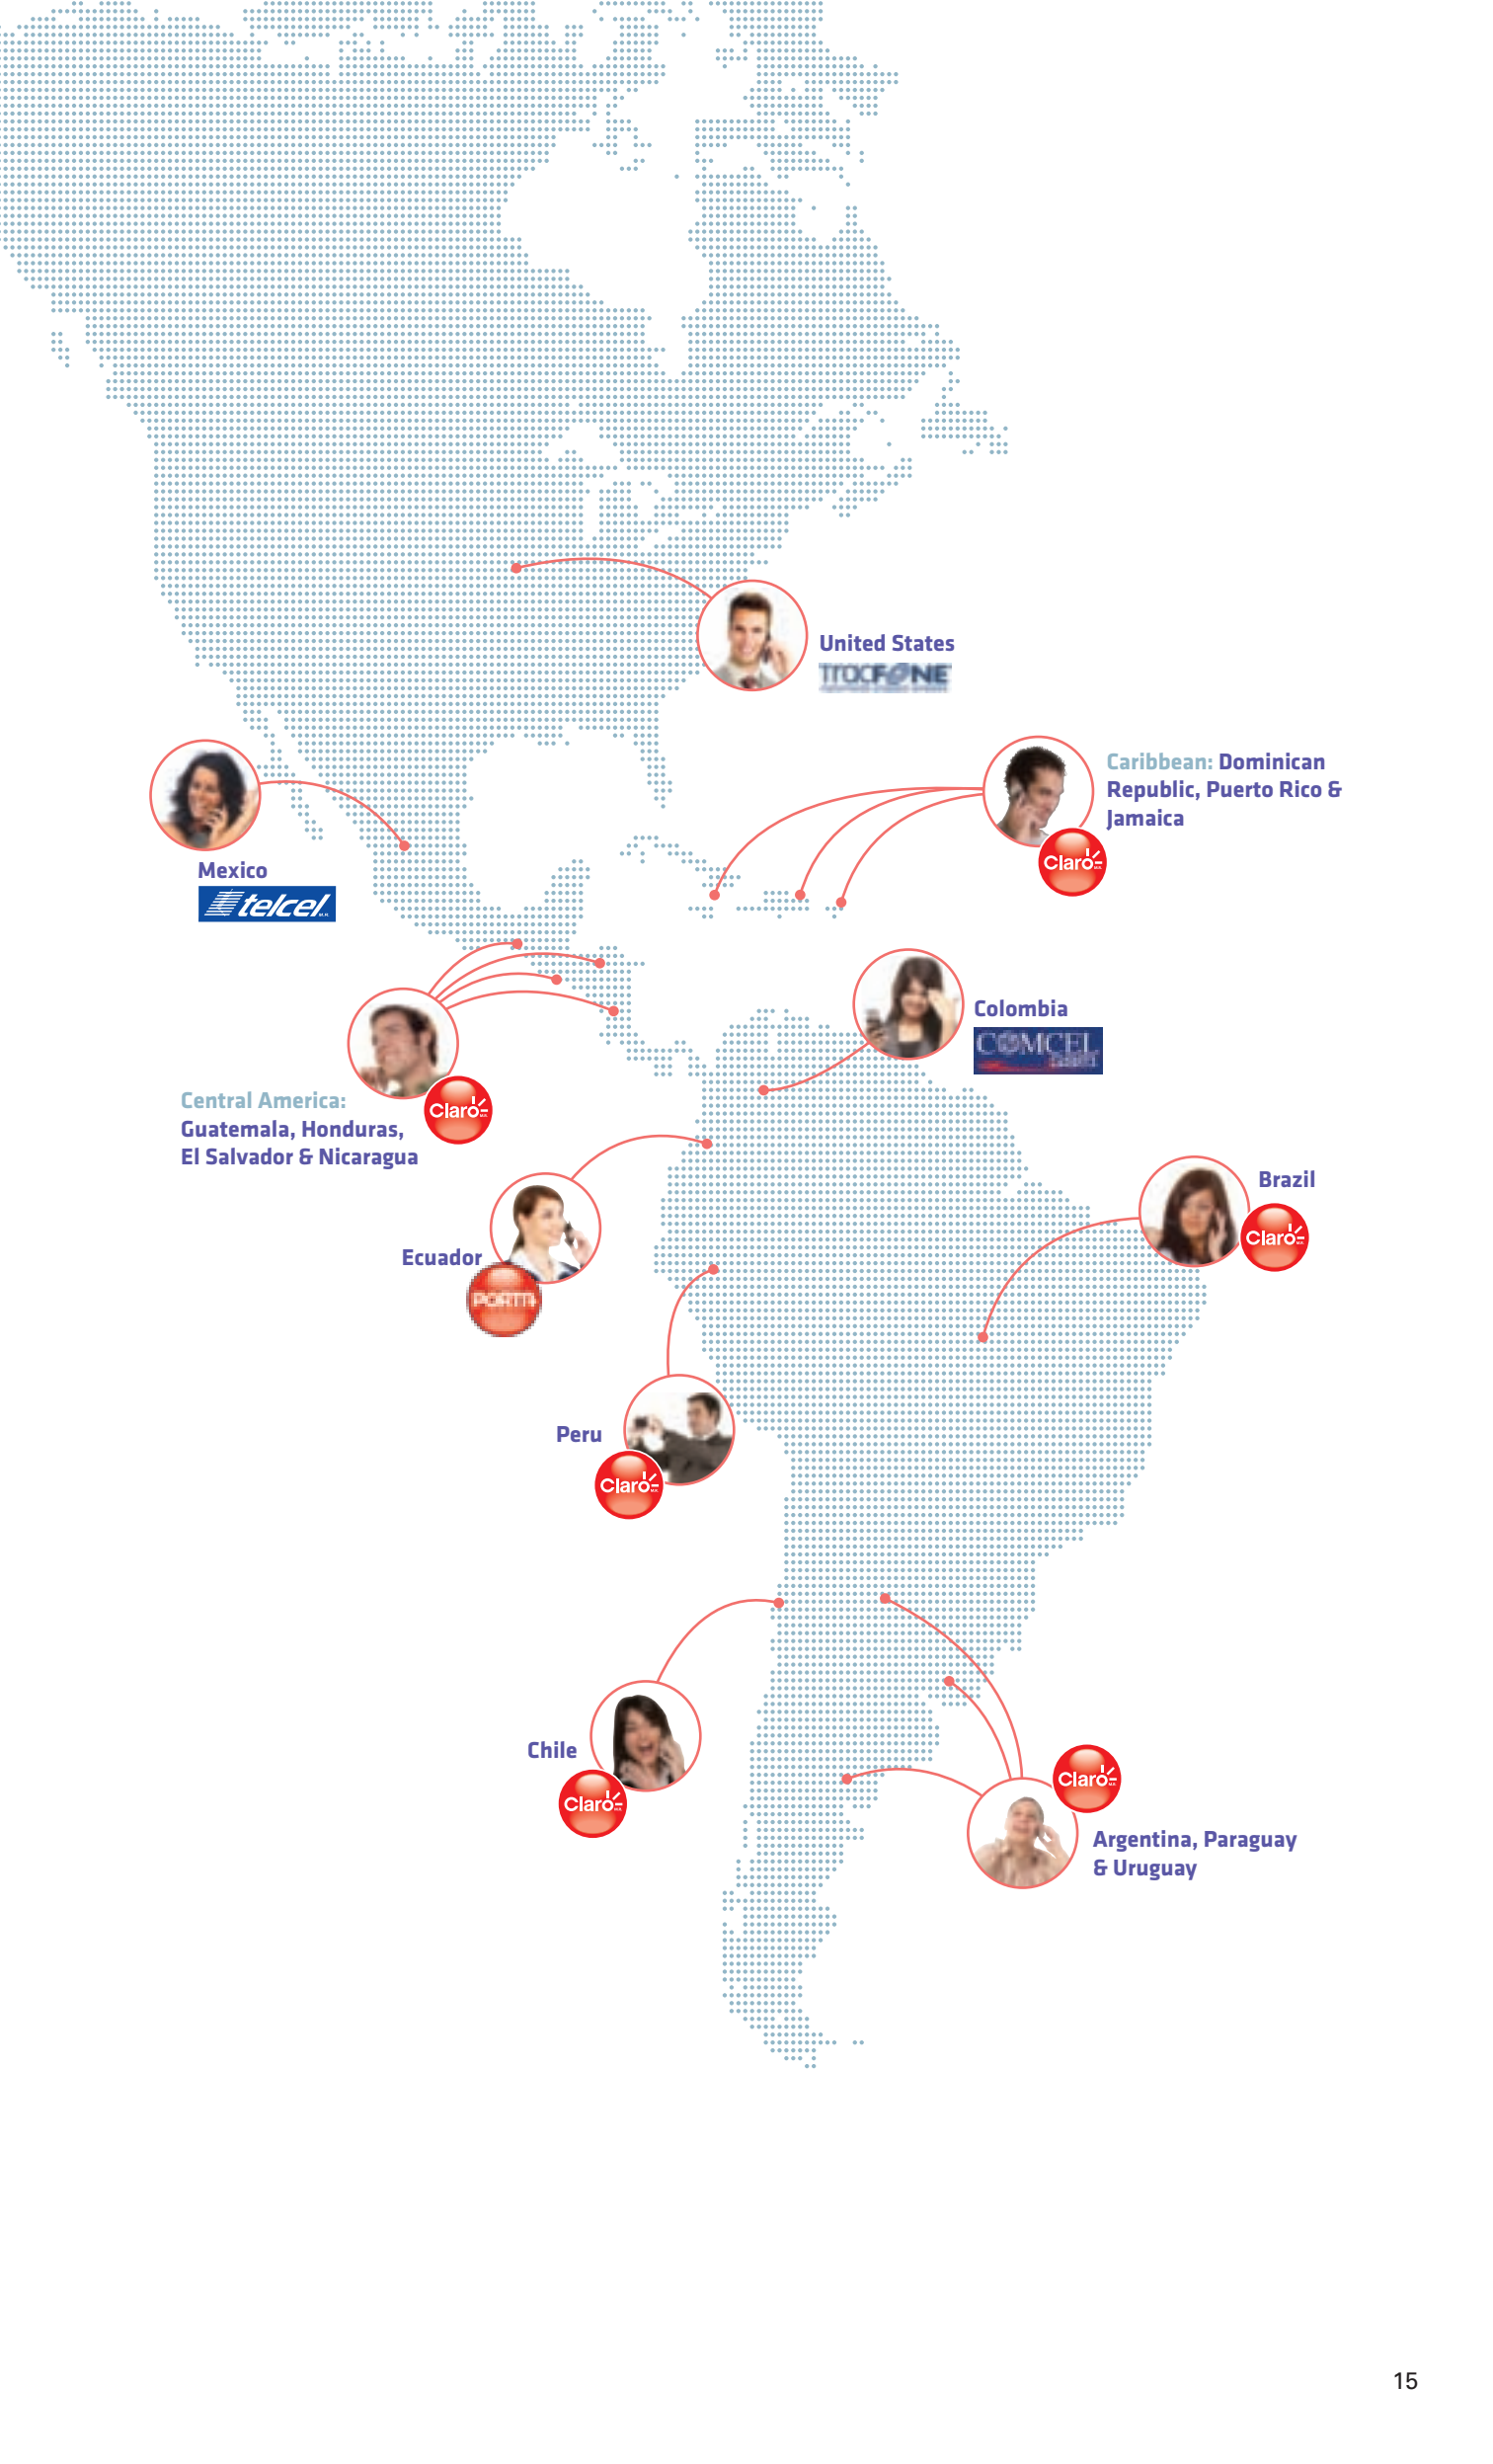 United States
TracFONE
Caribbean: Dominican
Republic, Puerto Rico &
Jamaica
Claro
Mexico
telcel
Colombia
COMCEL
Central America:
Guatemala, Honduras,
El Salvador & Nicaragua
Claro
Brazil
Claro
Ecuador
PORTA
Peru
Claro
Chile
Claro
Claro
Argentina, Paraguay
& Uruguay
15